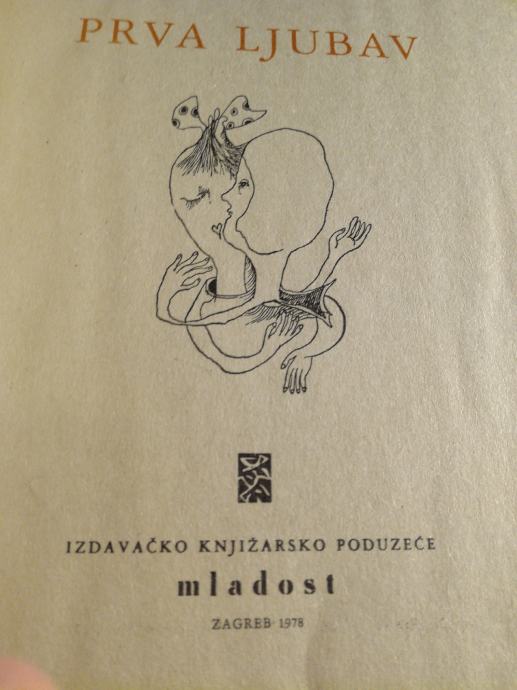 PRVA LJUBAV
IZDAVAČKO KNJIŽARSKO PODUZEĆE
mladost
ZAGREB 1978